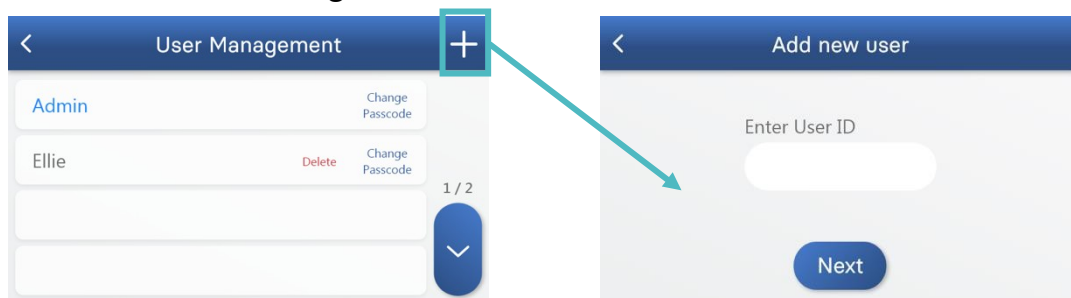 User Management
Admin
Change
Passcode
Ellie
Delete
Change
Passcode
1 / 2
Add new user
Enter User ID
Next